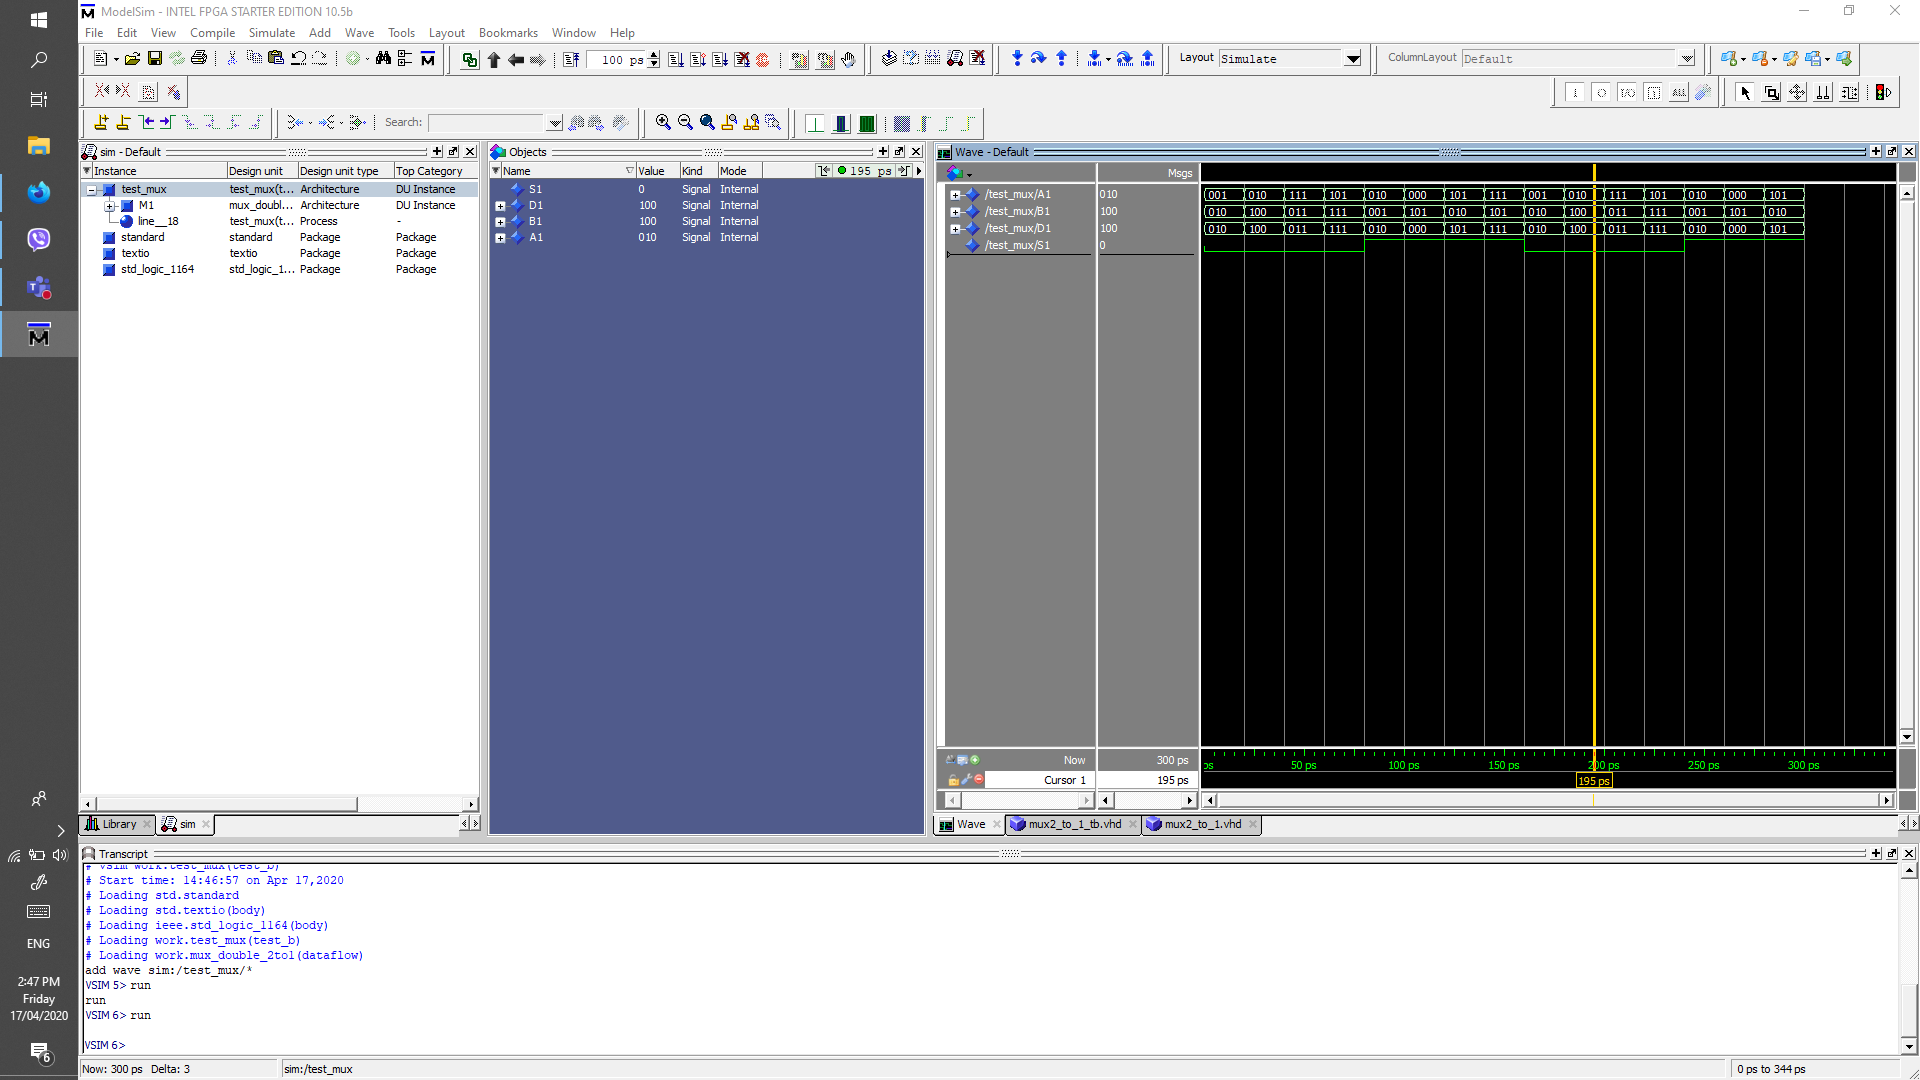 ModelSim - INTEL FPGA STARTER EDITION 10.5b
File Edit View Compile Simulate Add Wave Tools Layout Bookmarks Window Help
100 ps
Layout Simulate
ColumnLayout Default
Search:
sim - Default
Instance Design unit Design unit type Top Category
test_mux test_mux(t... Architecture DU Instance
M1 mux_doubl... Architecture DU Instance
line__18 test_mux(t... Process -
standard standard Package Package
textio textio Package Package
std_logic_1164 std_logic_1... Package Package
Library sim
Objects
Name Value Kind Mode 195 ps
S1 0 Signal Internal
D1 100 Signal Internal
B1 100 Signal Internal
A1 010 Signal Internal
Wave - Default
Msgs
/test_mux/A1 010 001 010 111 101 010 000 101 111 001 010 111 101 010 000 101
/test_mux/B1 100 010 100 011 111 001 101 010 101 010 100 011 111 001 101 010
/test_mux/D1 100 010 100 011 111 010 000 101 111 010 100 011 111 010 000 101
/test_mux/S1 0
Now 300 ps ps 50 ps 100 ps 150 ps 200 ps 250 ps 300 ps
Cursor 1 195 ps 195 ps
Wave mux2_to_1_tb.vhd mux2_to_1.vhd
Transcript
# vsim work.test_mux(test_b)
# Start time: 14:46:57 on Apr 17,2020
# Loading std.standard
# Loading std.textio(body)
# Loading ieee.std_logic_1164(body)
# Loading work.test_mux(test_b)
# Loading work.mux_double_2to1(dataflow)
add wave sim:/test_mux/*
VSIM 5> run
run
VSIM 6> run
VSIM 6>
Now: 300 ps Delta: 3 sim:/test_mux 0 ps to 344 ps
ENG
2:47 PM
Friday
17/04/2020
6